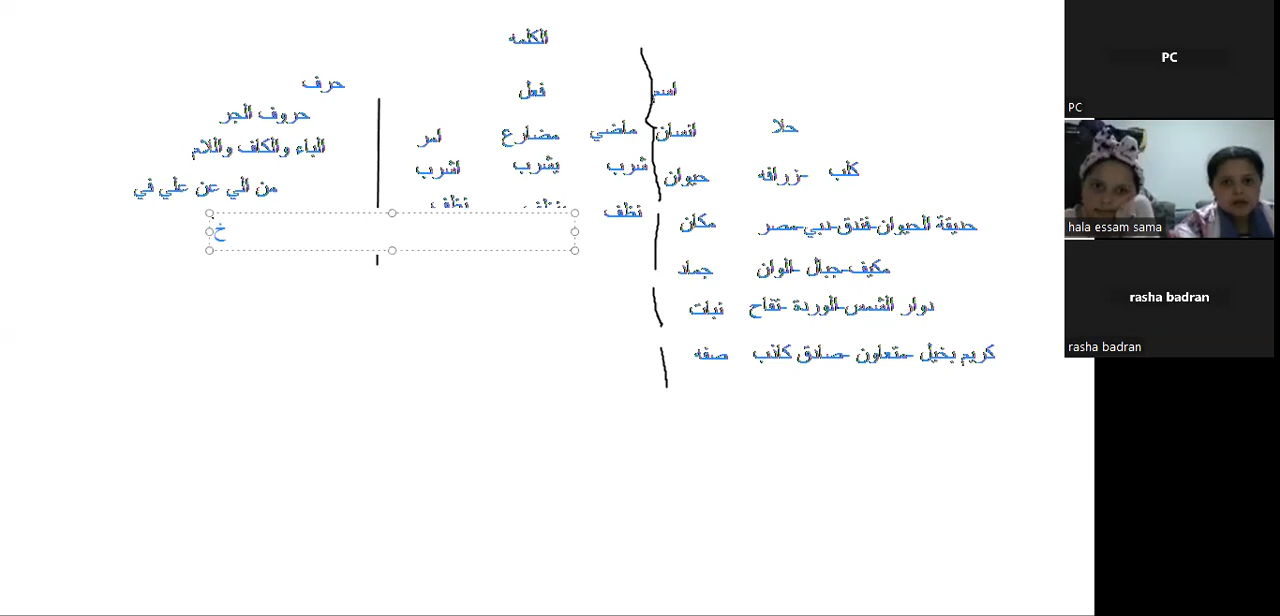 الكلمه
اسم
فعل
حرف
حلا
انسان
ماضي
مضارع
امر
حروف الجر
الباء والكاف واللام
كلب -زرافه
حيوان
شرب
يشرب
اشرب
من الي عن علي في
نظف
ينظف
نظف
خ
حديقة الحيوان-فندق-دبي-مصر
مكان
مكيف-جبال -الوان
جماد
دوار الشمس-الوردة -تفاح
نبات
كريم بخيل -متعاون -صادق كاذب
صفه
PC
PC
hala essam sama
rasha badran
rasha badran